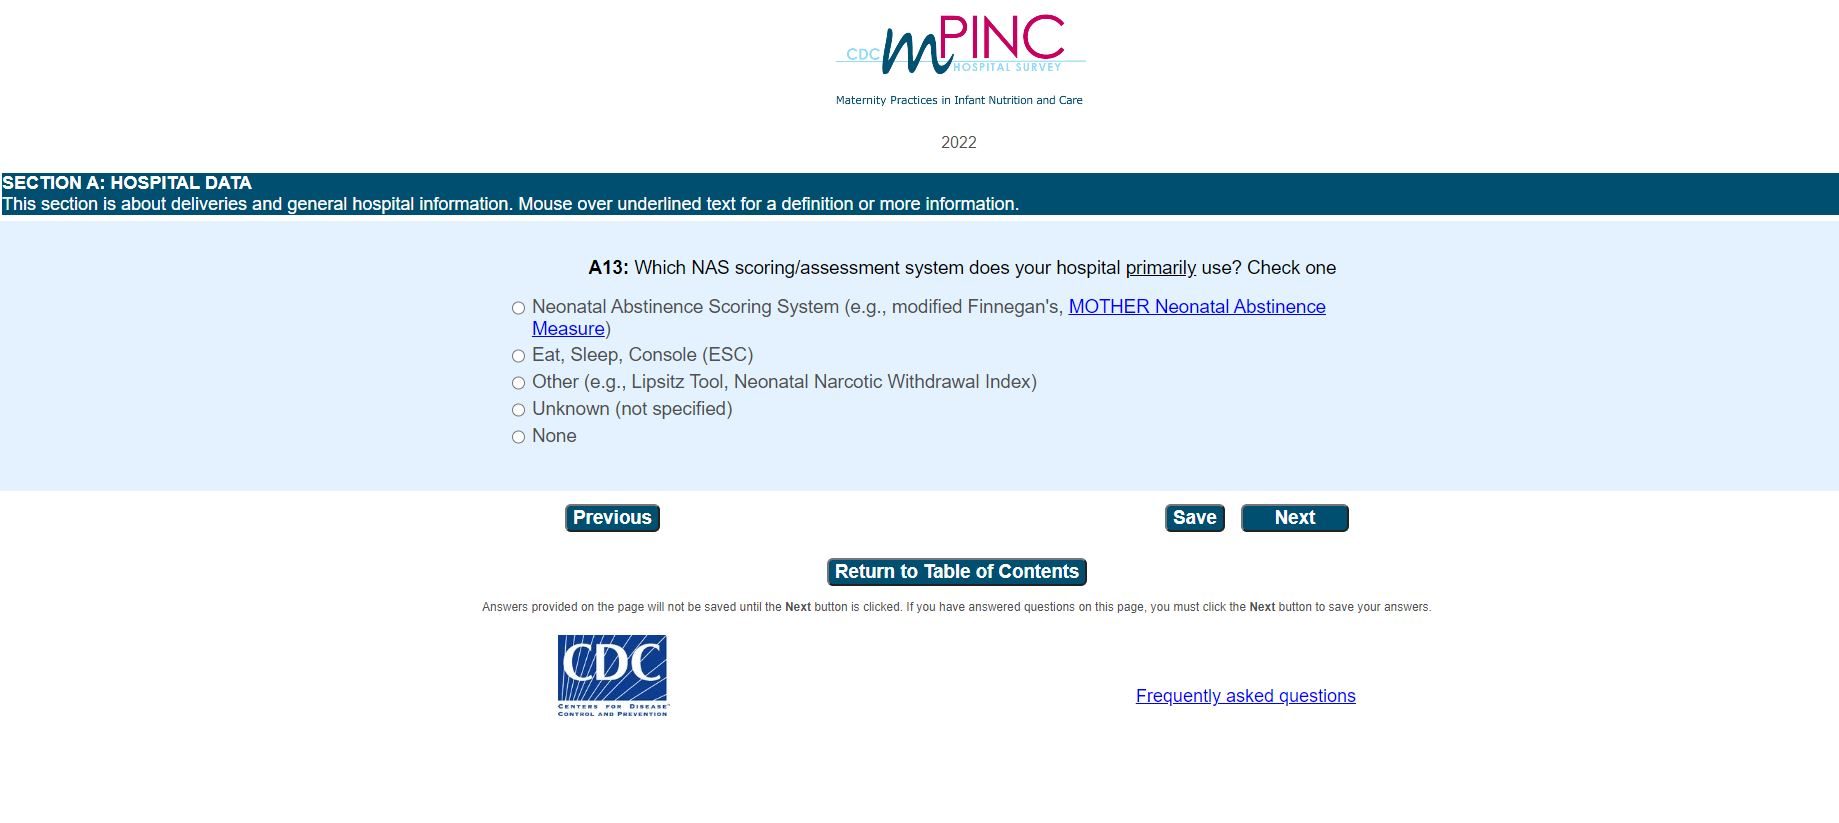 CDC mPINC
HOSPITAL SURVEY
Maternity Practices in Infant Nutrition and Care
2022
SECTION A: HOSPITAL DATA
This section is about deliveries and general hospital information. Mouse over underlined text for a definition or more information.
A13: Which NAS scoring/assessment system does your hospital primarily use? Check one
Neonatal Abstinence Scoring System (e.g., modified Finnegan's, MOTHER Neonatal Abstinence
Measure)
Eat, Sleep, Console (ESC)
Other (e.g., Lipsitz Tool, Neonatal Narcotic Withdrawal Index)
Unknown (not specified)
None
Previous Save Next
Return to Table of Contents
Answers provided on the page will not be saved until the Next button is clicked. If you have answered questions on this page, you must click the Next button to save your answers.
CDC
CENTERS FOR DISEASE™
CONTROL AND PREVENTION
Frequently asked questions